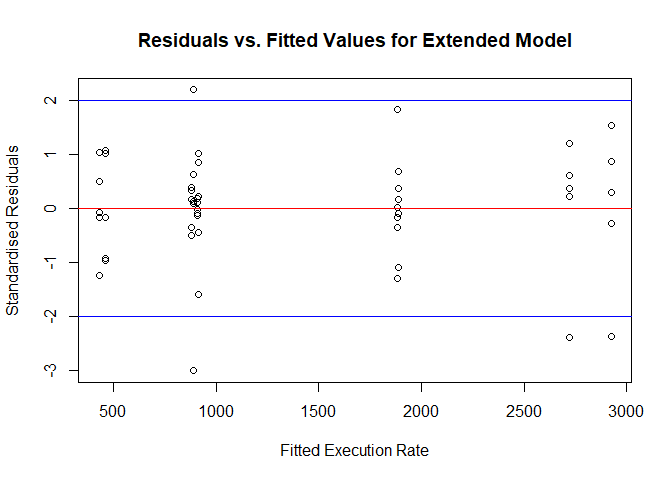 Residuals vs. Fitted Values for Extended Model
Standardised Residuals
2
1
0
-1
-2
-3
500 1000 1500 2000 2500 3000
Fitted Execution Rate